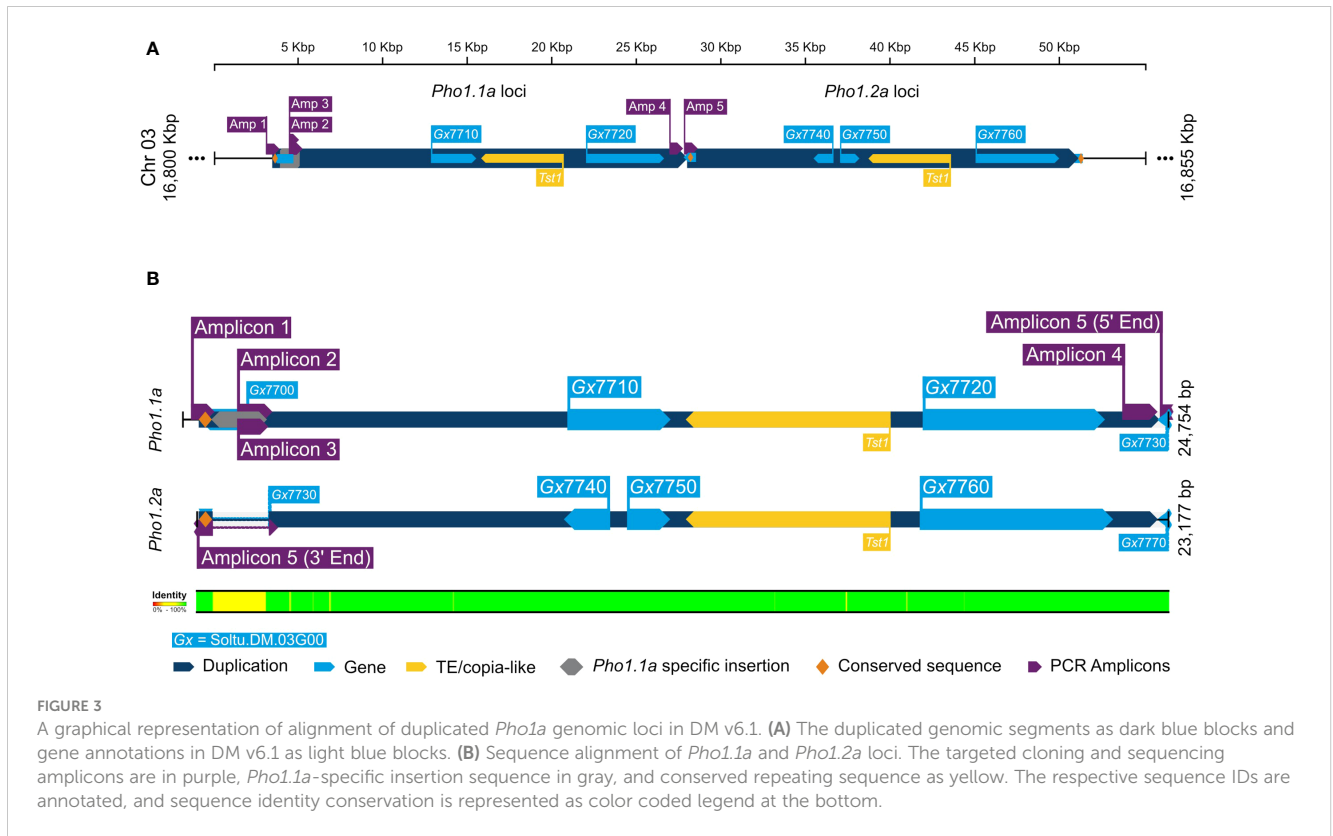 A
5 Kbp 10 Kbp 15 Kbp 20 Kbp 25 Kbp 30 Kbp 35 Kbp 40 Kbp 45 Kbp 50 Kbp
Pho1.1a loci
Pho1.2a loci
Amp 3
Amp 1
Amp 2
Amp 4
Amp 5
Gx7710
Gx7720
Gx7740
Gx7750
Gx7760
Tst1
Tst1
Chr 03
16,800 Kbp
•••
•••
16,855 Kbp
B
Amplicon 1
Amplicon 2
Gx7700
Gx7710
Gx7720
Amplicon 5 (5' End)
Amplicon 4
Pho1.1a
Amplicon 3
Tst1
Gx7730
24,754 bp
Gx7730
Gx7740
Gx7750
Gx7760
Pho1.2a
Amplicon 5 (3' End)
Tst1
Gx7770
23,177 bp
Identity
0% - 100%
Gx = Soltu.DM.03G00
Duplication
Gene
TE/copia-like
Pho1.1a specific insertion
Conserved sequence
PCR Amplicons
FIGURE 3
A graphical representation of alignment of duplicated Pho1a genomic loci in DM v6.1. (A) The duplicated genomic segments as dark blue blocks and
gene annotations in DM v6.1 as light blue blocks. (B) Sequence alignment of Pho1.1a and Pho1.2a loci. The targeted cloning and sequencing
amplicons are in purple, Pho1.1a-specific insertion sequence in gray, and conserved repeating sequence as yellow. The respective sequence IDs are
annotated, and sequence identity conservation is represented as color coded legend at the bottom.